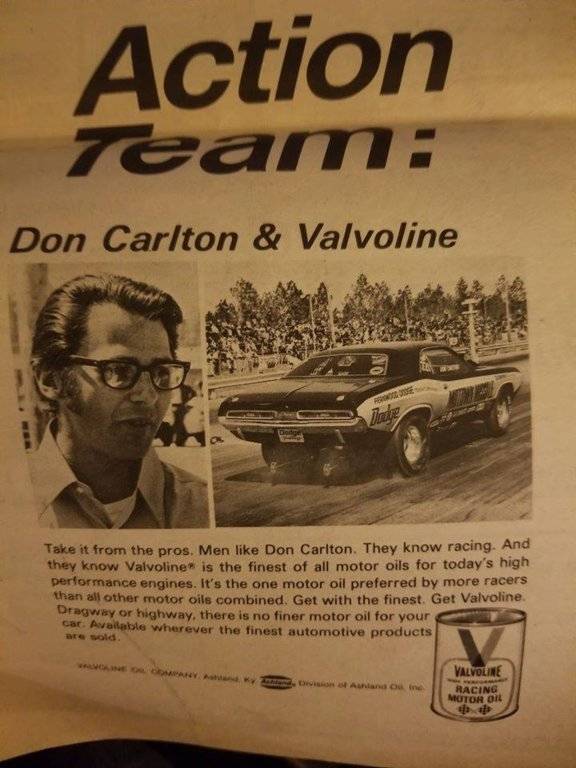 Action
Team:
Don Carlton & Valvoline
Dodge
Dodge
Take it from the pros. Men like Don Carlton. They know racing. And
they know Valvoline® is the finest of all motor oils for today's high
performance engines. It's the one motor oil preferred by more racers
than all other motor oils combined. Get with the finest. Get Valvoline.
Dragway or highway, there is no finer motor oil for your
car. Available wherever the finest automotive products
are sold.
VALVOLINE OIL COMPANY, Ashland, Ky. Ashland Division of Ashland Oil, Inc.
V
VALVOLINE
HIGH PERFORMANCE
RACING
MOTOR OIL